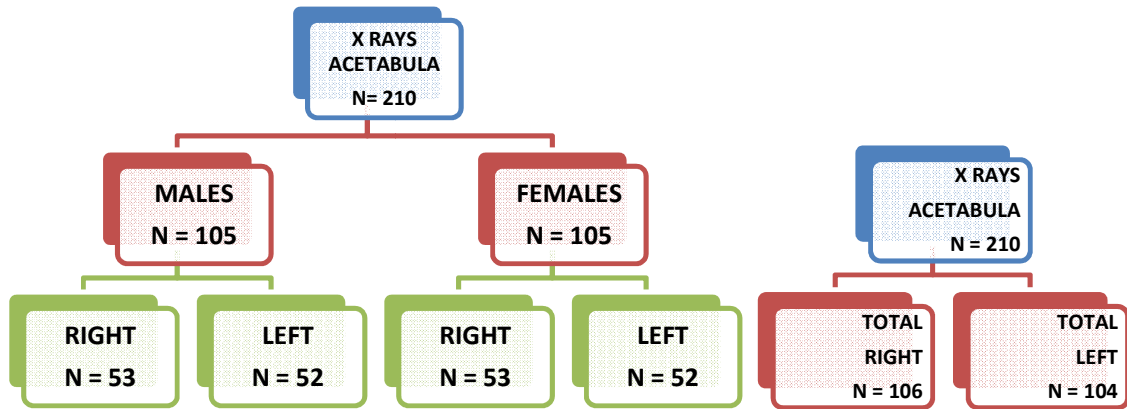 X RAYS
ACETABULA
N= 210
MALES
N = 105
FEMALES
N = 105
RIGHT
N = 53
LEFT
N = 52
RIGHT
N = 53
LEFT
N = 52
X RAYS
ACETABULA
N = 210
TOTAL
RIGHT
N = 106
TOTAL
LEFT
N = 104